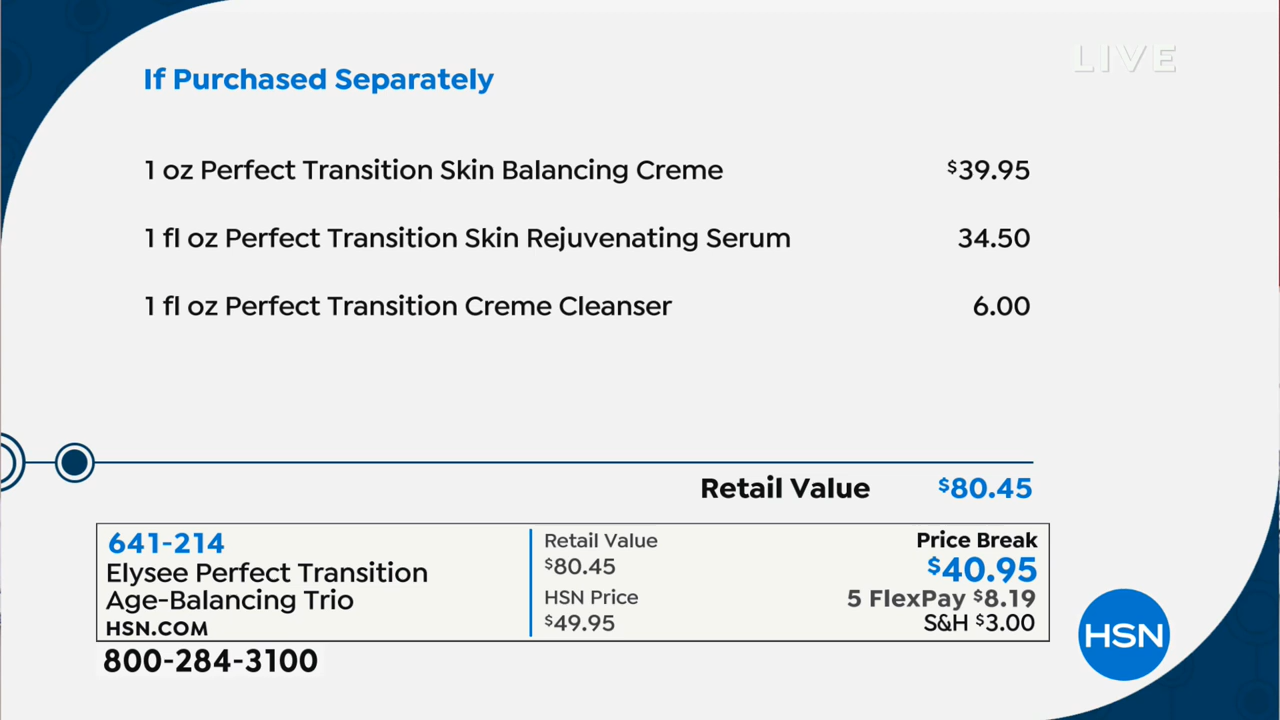 LIVE
If Purchased Separately
1 oz Perfect Transition Skin Balancing Creme $39.95
1 fl oz Perfect Transition Skin Rejuvenating Serum 34.50
1 fl oz Perfect Transition Creme Cleanser 6.00
Retail Value $80.45
641-214
Elysee Perfect Transition
Age-Balancing Trio
HSN.COM
Retail Value
$80.45
HSN Price
$49.95
Price Break
$40.95
5 FlexPay $8.19
S&H $3.00
HSN
800-284-3100